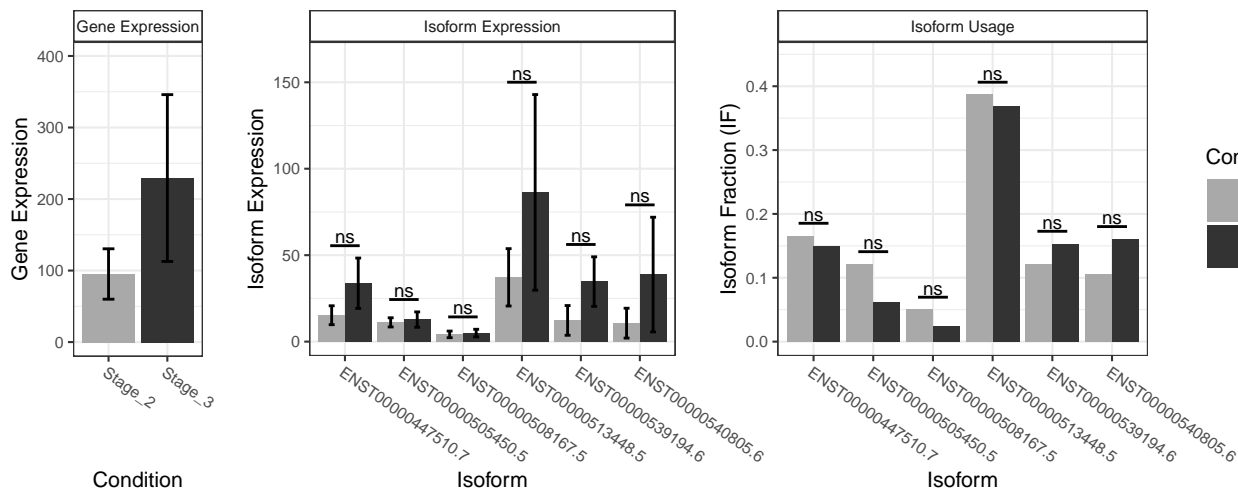 Gene Expression
Gene Expression
400
300
200
100
0
Stage_2
Stage_3
Condition
Isoform Expression
Isoform Expression
150
100
50
0
ns
ns
ns
ns
ns
ns
ENST00000447510.7
ENST00000505450.5
ENST00000508167.5
ENST00000513448.5
ENST00000539194.6
ENST00000540805.6
Isoform
Isoform Usage
Isoform Fraction (IF)
0.4
0.3
0.2
0.1
0.0
ns
ns
ns
ns
ns
ns
ENST00000447510.7
ENST00000505450.5
ENST00000508167.5
ENST00000513448.5
ENST00000539194.6
ENST00000540805.6
Isoform